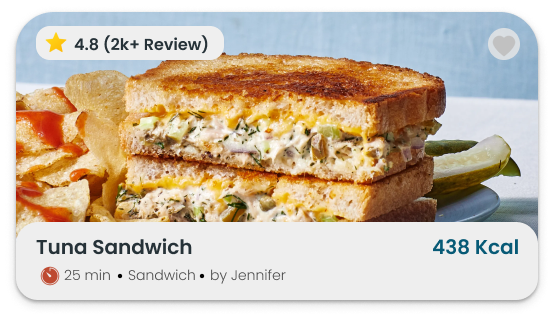 4.8 (2k+ Review)
Tuna Sandwich 438 Kcal
25 min • Sandwich • by Jennifer